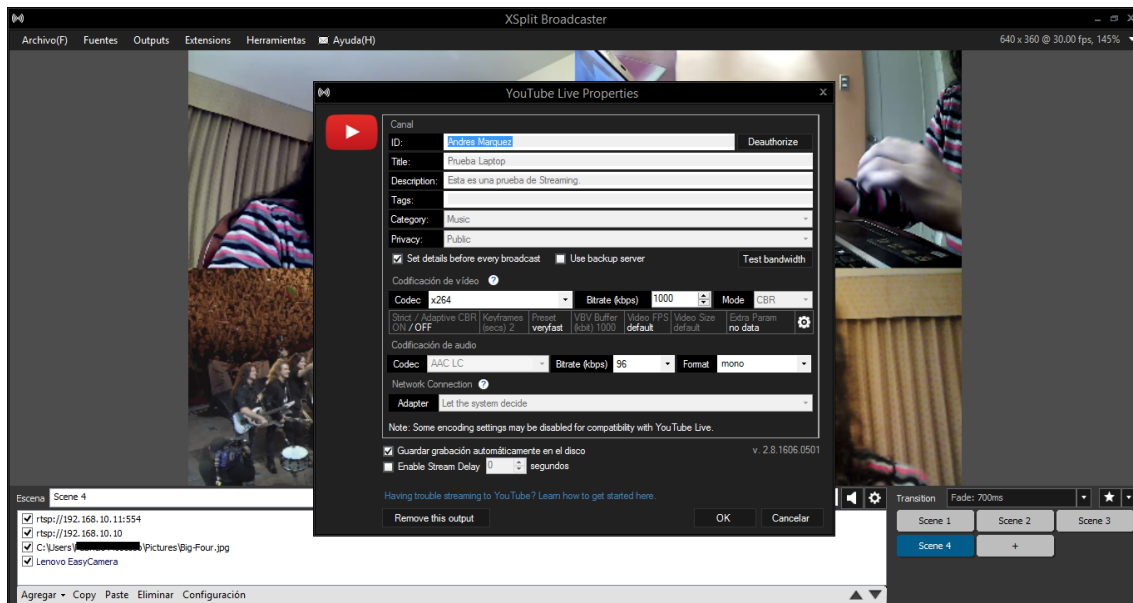 XSplit Broadcaster
Archivo(F) Fuentes Outputs Extensions Herramientas Ayuda(H) 640 x 360 @ 30.00 fps, 145%
YouTube Live Properties
Canal
ID: Andres Marquez Deauthorize
Title: Prueba Laptop
Description: Esta es una prueba de Streaming.
Tags:
Category: Music
Privacy: Public
Set details before every broadcast Use backup server Test bandwidth
Codificación de vídeo ?
Codec x264 Bitrate (kbps) 1000 Mode CBR
Strict / Adaptive CBR Keyframes Preset VBV Buffer Video FPS Video Size Extra Param
ON / OFF (secs) 2 veryfast (kbit) 1000 default default no data
Codificación de audio
Codec AAC LC Bitrate (kbps) 96 Format mono
Network Connection ?
Adapter Let the system decide
Note: Some encoding settings may be disabled for compatibility with YouTube Live.
Guardar grabación automáticamente en el disco v. 2.8.1606.0501
Enable Stream Delay 0 segundos
Having trouble streaming to YouTube? Learn how to get started here.
Remove this output OK Cancelar
Escena Scene 4 Transition Fade: 700ms
rtsp://192.168.10.11:554
rtsp://192.168.10.10
C:\Users\ \Pictures\Big-Four.jpg
Lenovo EasyCamera
Scene 1 Scene 2 Scene 3
Scene 4 +
Agregar Copy Paste Eliminar Configuración